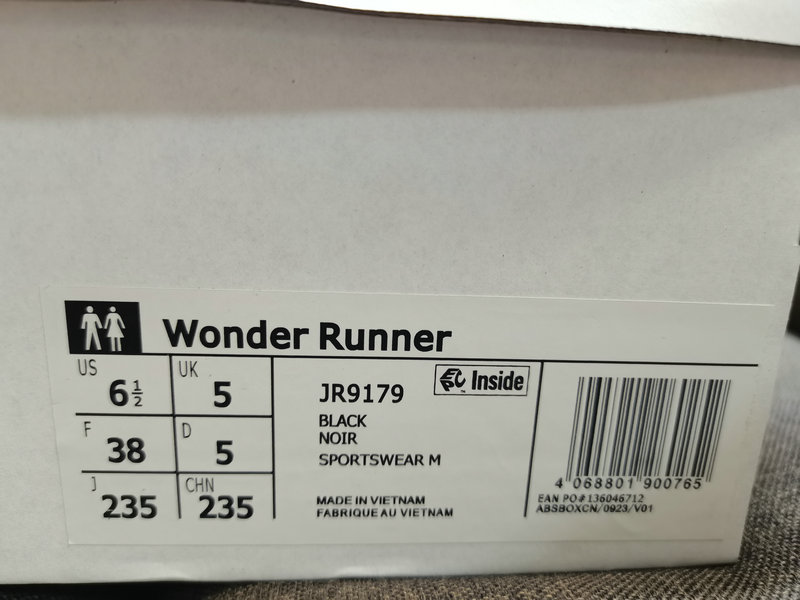 Wonder Runner
US 6½ UK 5
F 38 D 5
J 235 CHN 235
JR9179
EPC Inside
BLACK
NOIR
SPORTSWEAR M
MADE IN VIETNAM
FABRIQUE AU VIETNAM
4 068801 900765
EAN PO# 136046712
ABSBOXCN/0923/V01